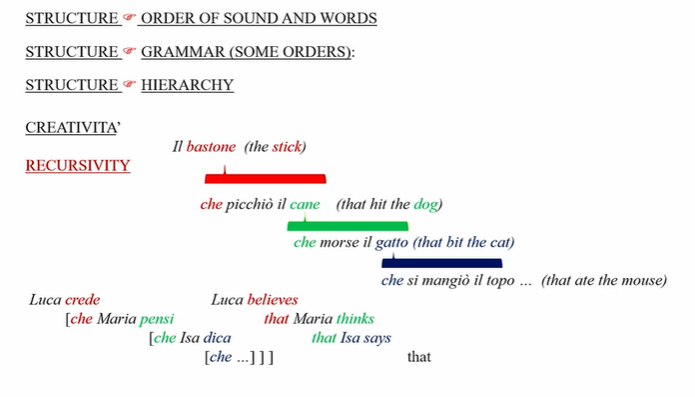 STRUCTURE ☞ ORDER OF SOUND AND WORDS
STRUCTURE ☞ GRAMMAR (SOME ORDERS):
STRUCTURE ☞ HIERARCHY
CREATIVITA’
Il bastone (the stick)
RECURSIVITY
che picchiò il cane (that hit the dog)
che morse il gatto (that bit the cat)
che si mangiò il topo ... (that ate the mouse)
Luca crede Luca believes
[che Maria pensi that Maria thinks
[che Isa dica that Isa says
[che ...] ] ] that